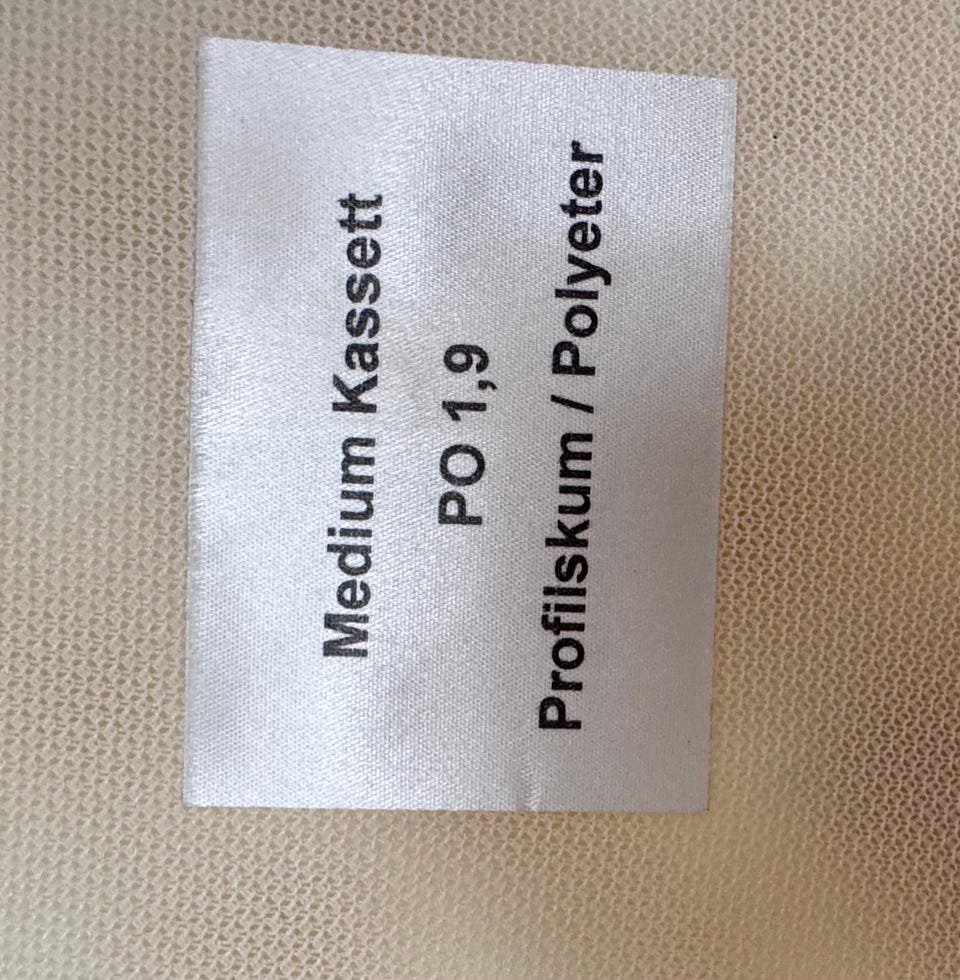 Medium Kassett
PO 1,9
Profilskum / Polyeter